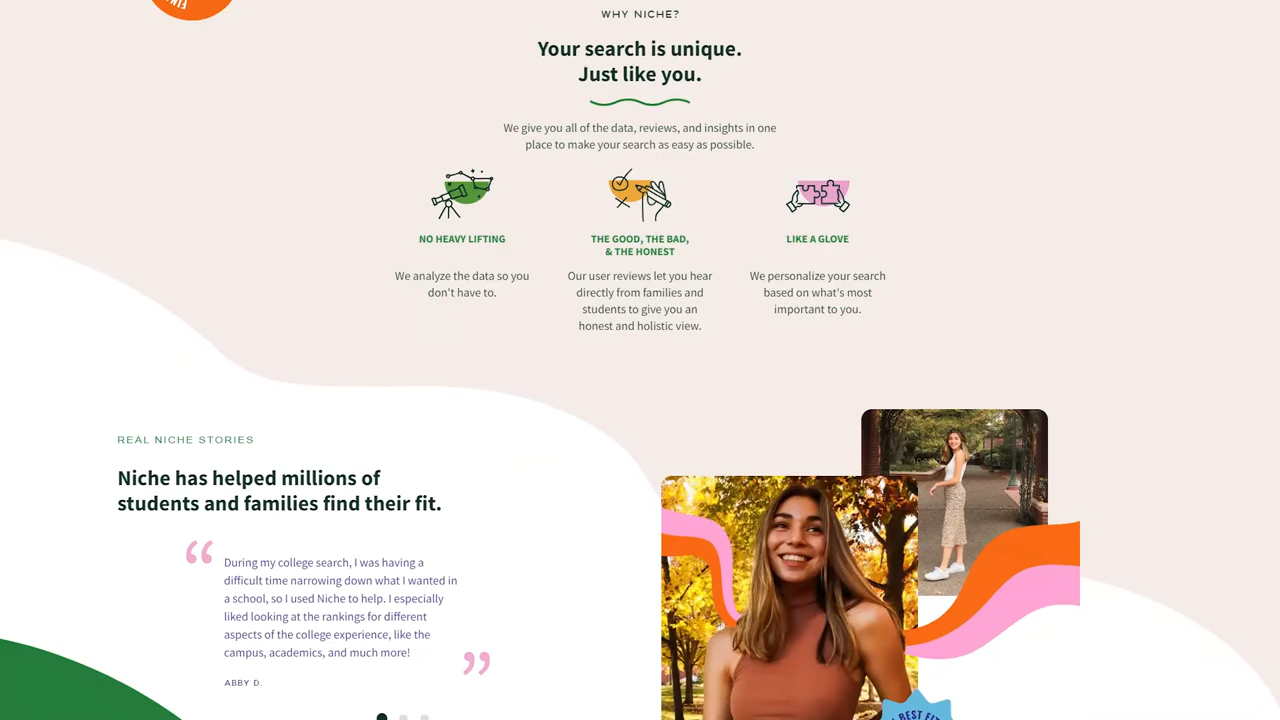 FIN
WHY NICHE?
Your search is unique.
Just like you.
We give you all of the data, reviews, and insights in one
place to make your search as easy as possible.
NO HEAVY LIFTING
We analyze the data so you
don't have to.
THE GOOD, THE BAD,
& THE HONEST
Our user reviews let you hear
directly from families and
students to give you an
honest and holistic view.
LIKE A GLOVE
We personalize your search
based on what's most
important to you.
REAL NICHE STORIES
Niche has helped millions of
students and families find their fit.
“ During my college search, I was having a
difficult time narrowing down what I wanted in
a school, so I used Niche to help. I especially
liked looking at the rankings for different
aspects of the college experience, like the
campus, academics, and much more! ”
ABBY D.
BEST FIT